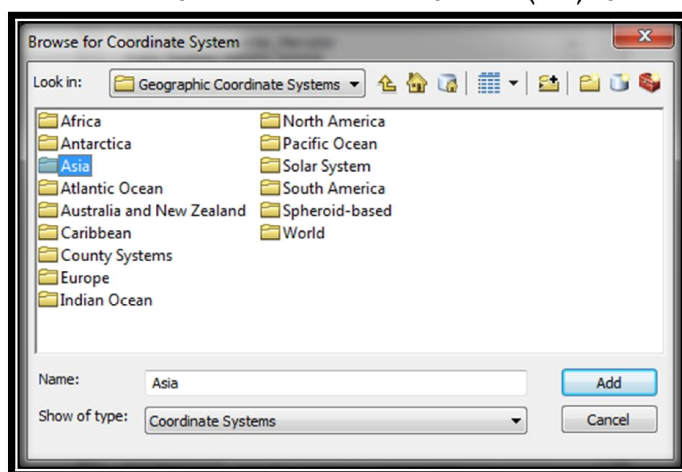 Browse for Coordinate System
Look in: Geographic Coordinate Systems
Africa
Antarctica
Asia
Atlantic Ocean
Australia and New Zealand
Caribbean
County Systems
Europe
Indian Ocean
North America
Pacific Ocean
Solar System
South America
Spheroid-based
World
Name: Asia
Add
Show of type: Coordinate Systems
Cancel